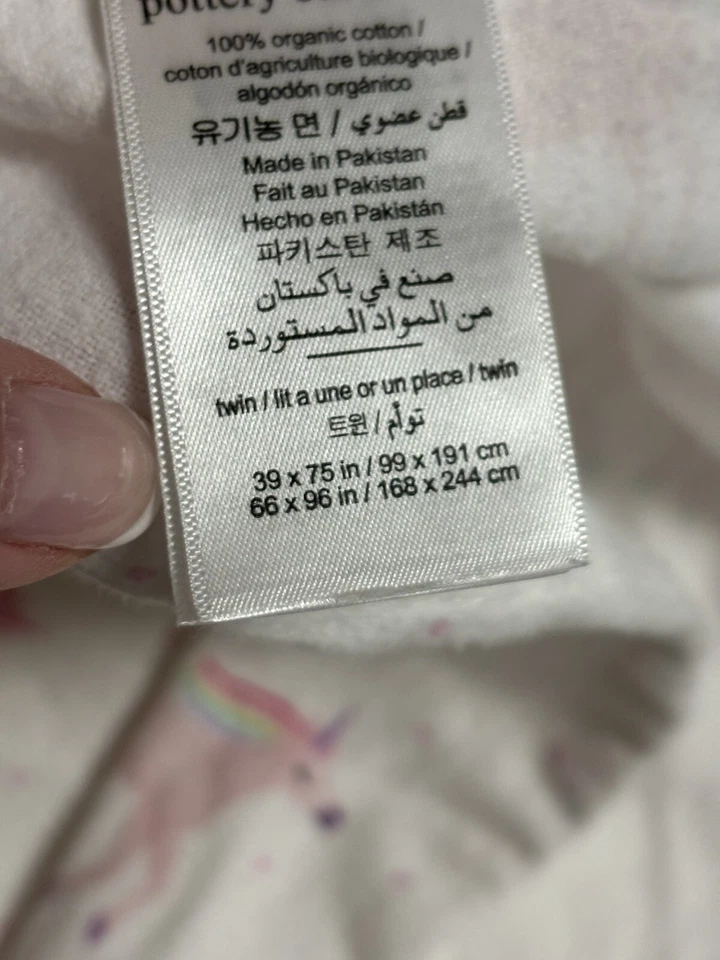 pottery
100% organic cotton /
coton d'agriculture biologique /
algodón orgánico
유기농 면 / قطن عضوي
Made in Pakistan
Fait au Pakistan
Hecho en Pakistán
파키스탄 제조
صنع في باكستان
من المواد المستوردة
twin / lit a une or un place / twin
트윈 / توأم
39 x 75 in / 99 x 191 cm
66 x 96 in / 168 x 244 cm